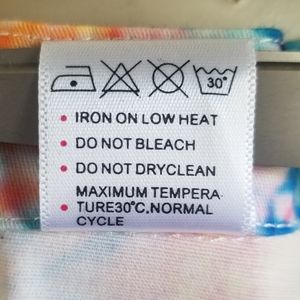 30°
• IRON ON LOW HEAT
• DO NOT BLEACH
• DO NOT DRYCLEAN
MAXIMUM TEMPERA
• TURE30°C.NORMAL
CYCLE